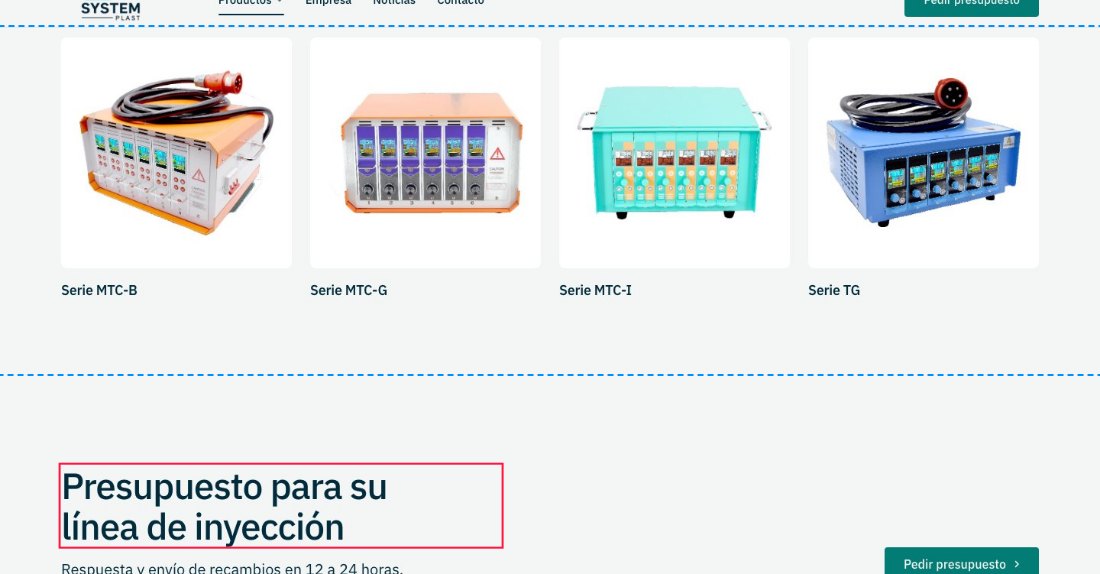 SYSTEM
PLAST
Productos
Empresa
Noticias
Contacto
Pedir presupuesto
Serie MTC-B
Serie MTC-G
Serie MTC-I
Serie TG
Presupuesto para su
línea de inyección
Respuesta y envío de recambios en 12 a 24 horas.
Pedir presupuesto